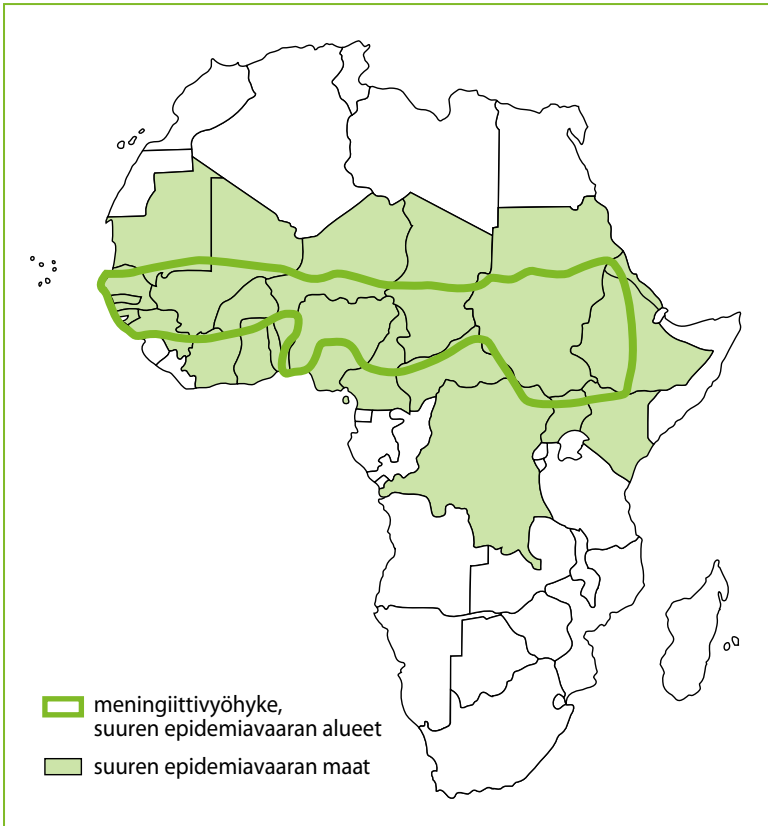 meningiittivyöhyke,
suuren epidemiavaaran alueet
suuren epidemiavaaran maat